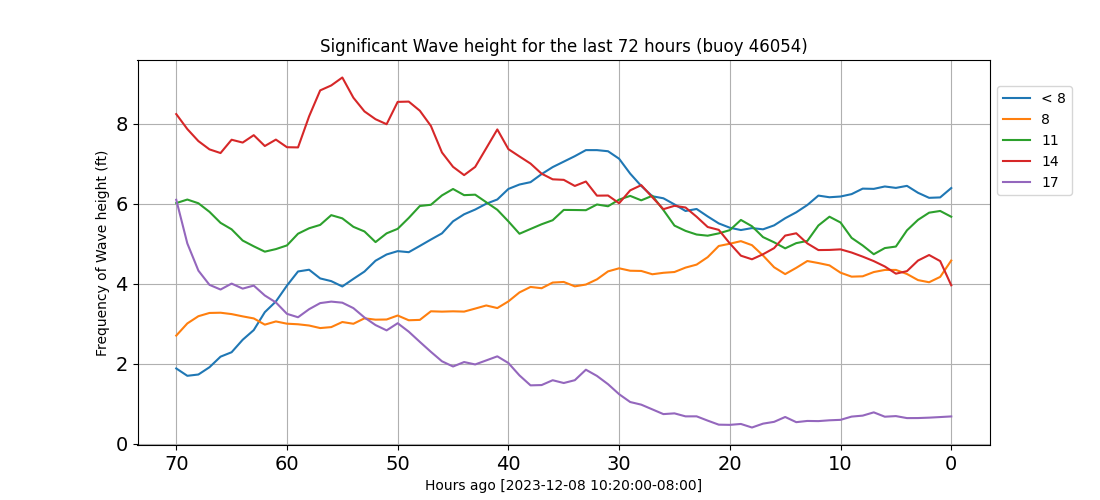 Significant Wave height for the last 72 hours (buoy 46054)
Frequency of Wave height (ft)
8
6
4
2
0
70 60 50 40 30 20 10 0
Hours ago [2023-12-08 10:20:00-08:00]
< 8
8
11
14
17